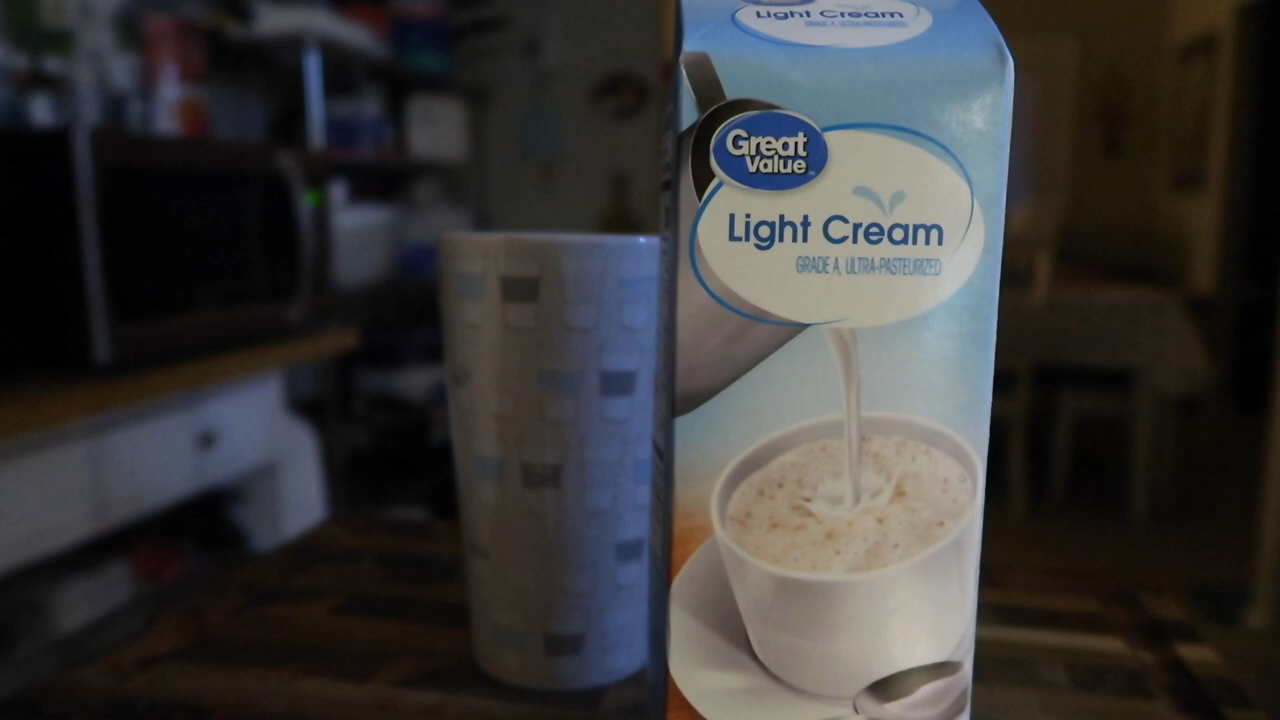 Light Cream
Great
Value
Light Cream
GRADE A, ULTRA-PASTEURIZED